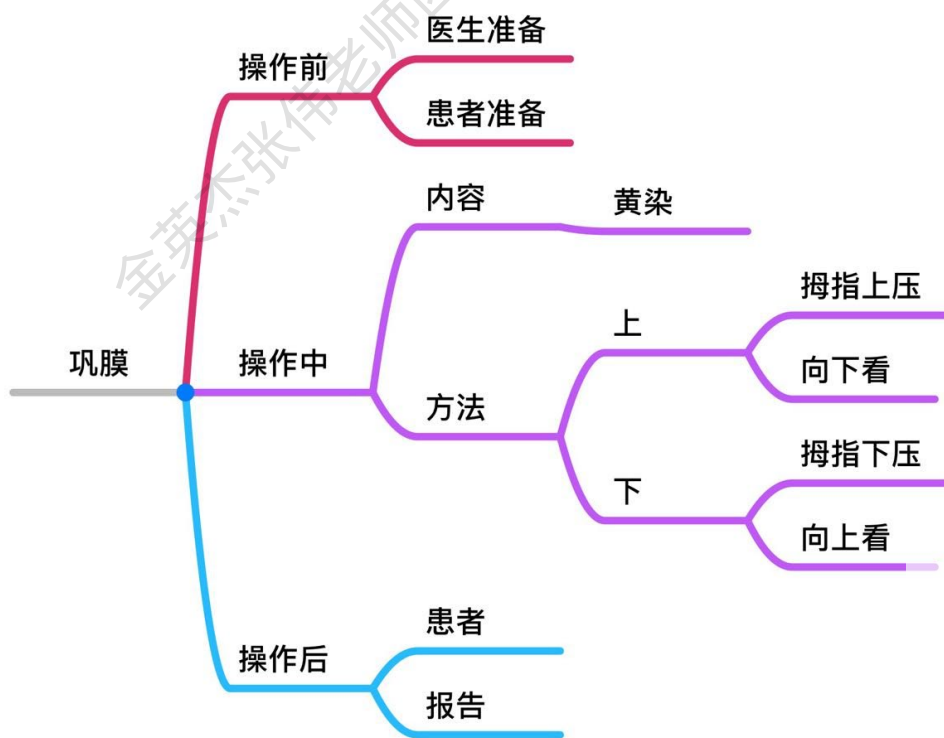 医生准备
操作前
患者准备
内容
黄染
拇指上压
上
向下看
巩膜
操作中
方法
拇指下压
下
向上看
患者
操作后
报告
金英杰张伟老师